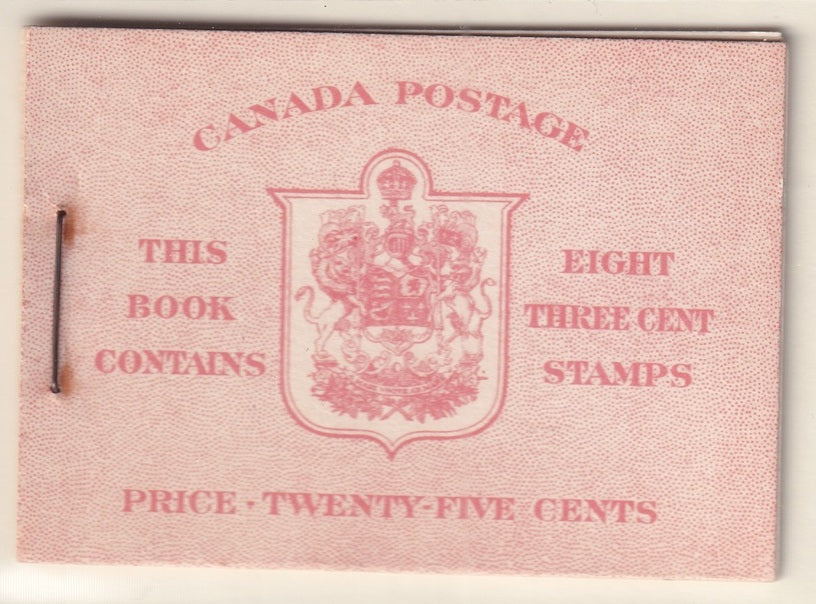 CANADA POSTAGE
THIS
BOOK
CONTAINS
EIGHT
THREE CENT
STAMPS
PRICE · TWENTY-FIVE CENTS